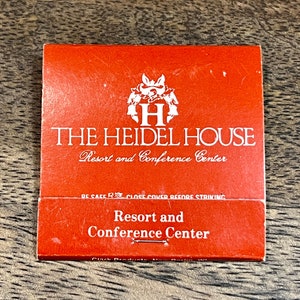 H
THE HEIDEL HOUSE
Resort and Conference Center
BE SAFE CLOSE COVER BEFORE STRIKING
Resort and
Conference Center